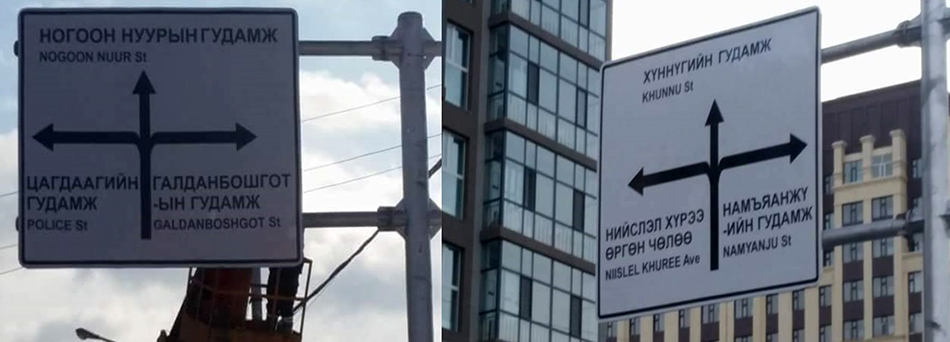 НОГООН НУУРЫН ГУДАМЖ
NOGOON NUUR St
ЦАГДААГИЙН
ГУДАМЖ
POLICE St
ГАЛДАНБОШГОТ
-ЫН ГУДАМЖ
GALDANBOSHGOT St
ХҮННҮГИЙН ГУДАМЖ
KHUNNU St
НИЙСЛЭЛ ХҮРЭЭ
ӨРГӨН ЧӨЛӨӨ
NIISLEL KHUREE Ave
НАМЪЯАНЖҮ
-ИЙН ГУДАМЖ
NAMYANJU St